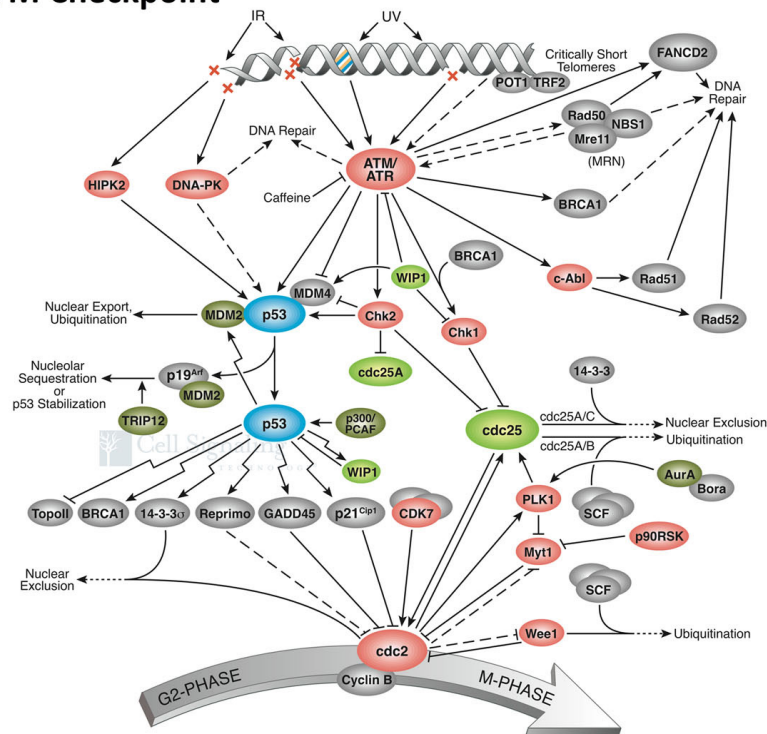 M Checkpoint
IR
UV
Critically Short
Telomeres
FANCD2
POT1
TRF2
DNA
Repair
Rad50
NBS1
Mre11
(MRN)
DNA Repair
ATM/
ATR
HIPK2
DNA-PK
Caffeine
BRCA1
BRCA1
WIP1
c-Abl
Rad51
MDM4
Nuclear Export,
Ubiquitination
MDM2
p53
Chk2
Chk1
Rad52
Nucleolar
Sequestration
or
p53 Stabilization
p19Arf
MDM2
cdc25A
14-3-3
TRIP12
p53
p300/
PCAF
cdc25
cdc25A/C
Nuclear Exclusion
cdc25A/B
Ubiquitination
Cell Signaling
TECHNOLOGY
WIP1
AurA
Bora
PLK1
TopoII
BRCA1
14-3-3σ
Reprimo
GADD45
p21Cip1
CDK7
SCF
Myt1
p90RSK
Nuclear
Exclusion
SCF
Wee1
Ubiquitination
cdc2
Cyclin B
G2-PHASE
M-PHASE